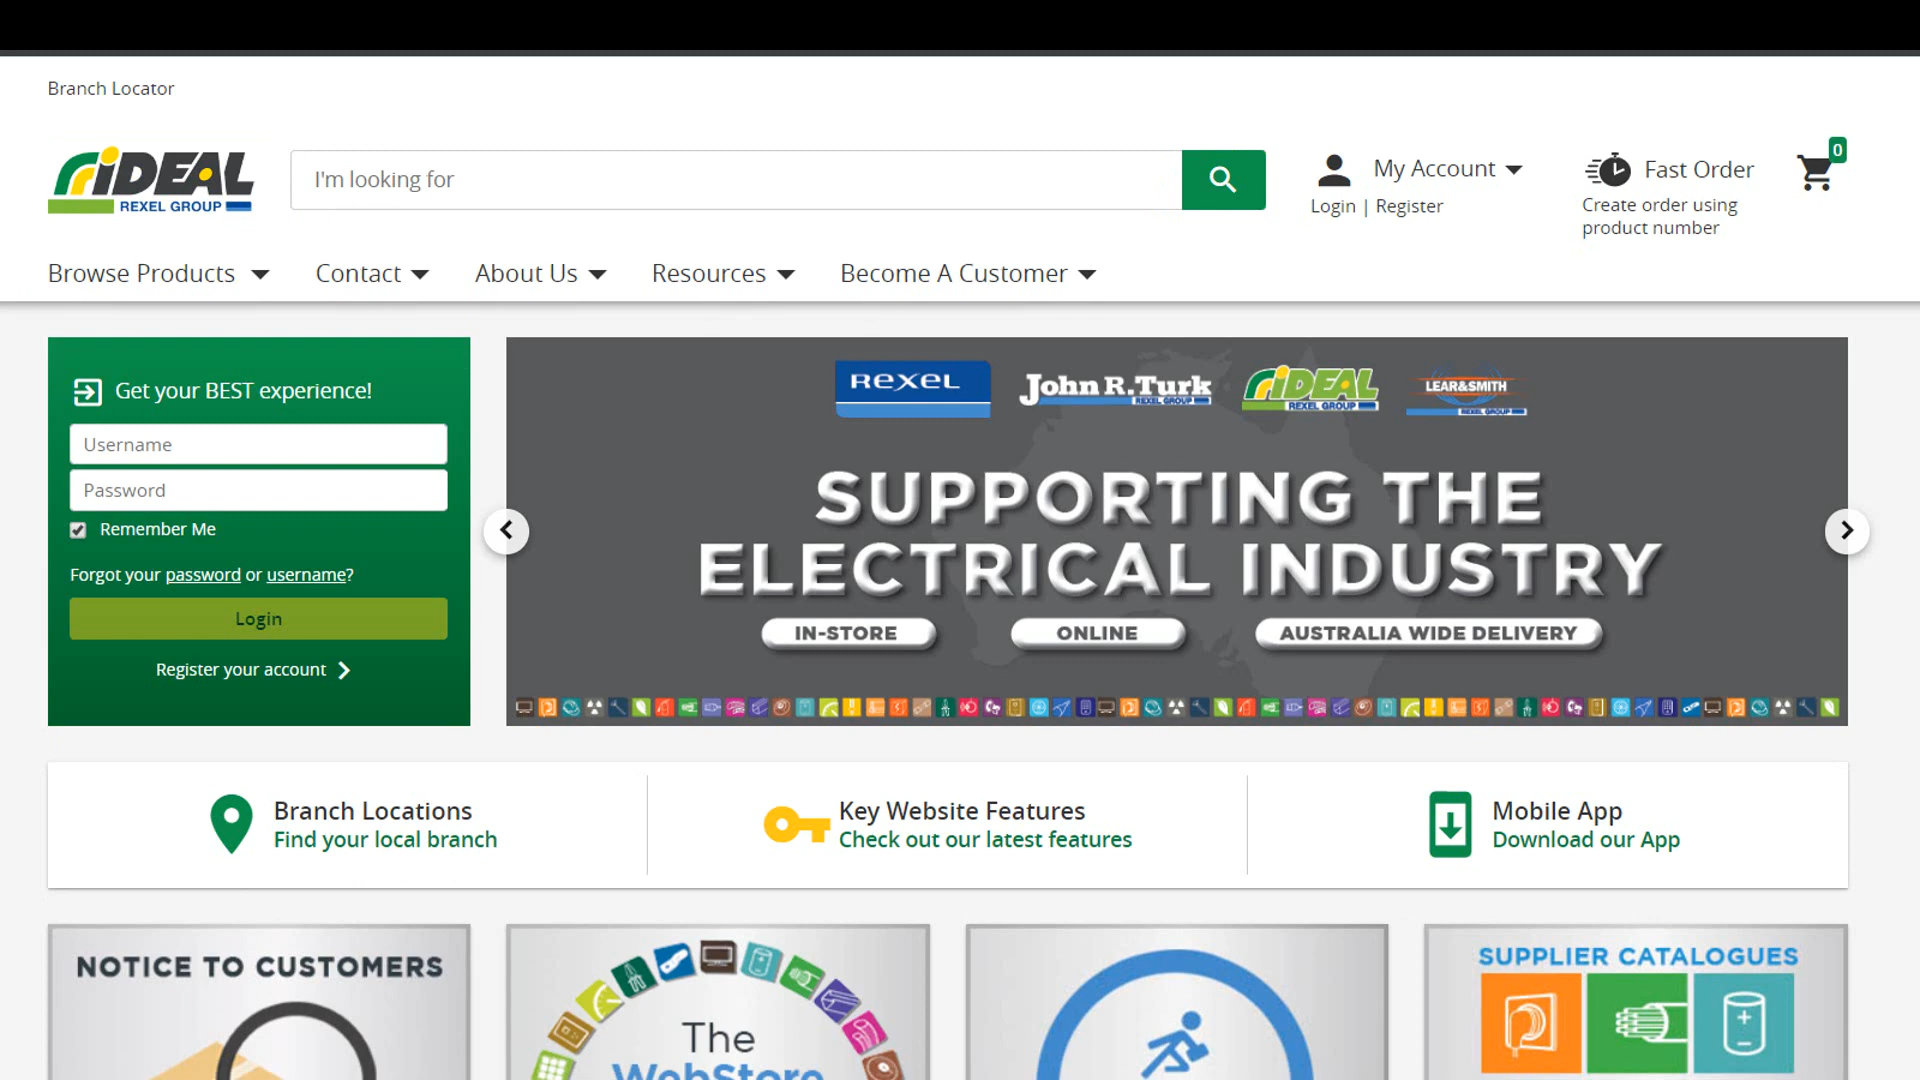 Branch Locator
iDEAL
REXEL GROUP
I'm looking for
My Account
Login | Register
Fast Order
Create order using
product number
0
Browse Products
Contact
About Us
Resources
Become A Customer
Get your BEST experience!
Username
Password
Remember Me
Forgot your password or username?
Login
Register your account
REXEL
John R.Turk
REXEL GROUP
iDEAL
REXEL GROUP
LEAR&SMITH
REXEL GROUP
SUPPORTING THE
ELECTRICAL INDUSTRY
IN-STORE
ONLINE
AUSTRALIA WIDE DELIVERY
Branch Locations
Find your local branch
Key Website Features
Check out our latest features
Mobile App
Download our App
NOTICE TO CUSTOMERS
The
WebStore
SUPPLIER CATALOGUES